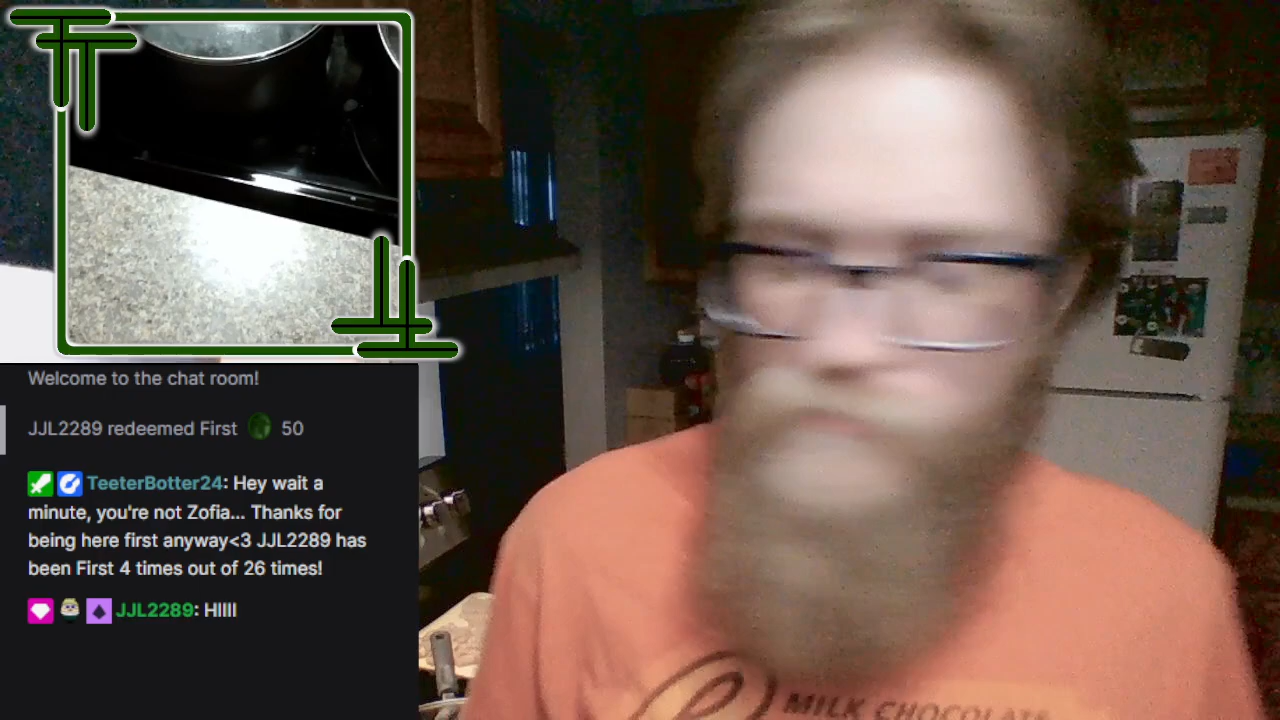 Welcome to the chat room!
JJL2289 redeemed First 50
TeeterBotter24: Hey wait a
minute, you're not Zofia... Thanks for
being here first anyway<3 JJL2289 has
been First 4 times out of 26 times!
JJL2289: HIIII
MILK CHOCOLATE